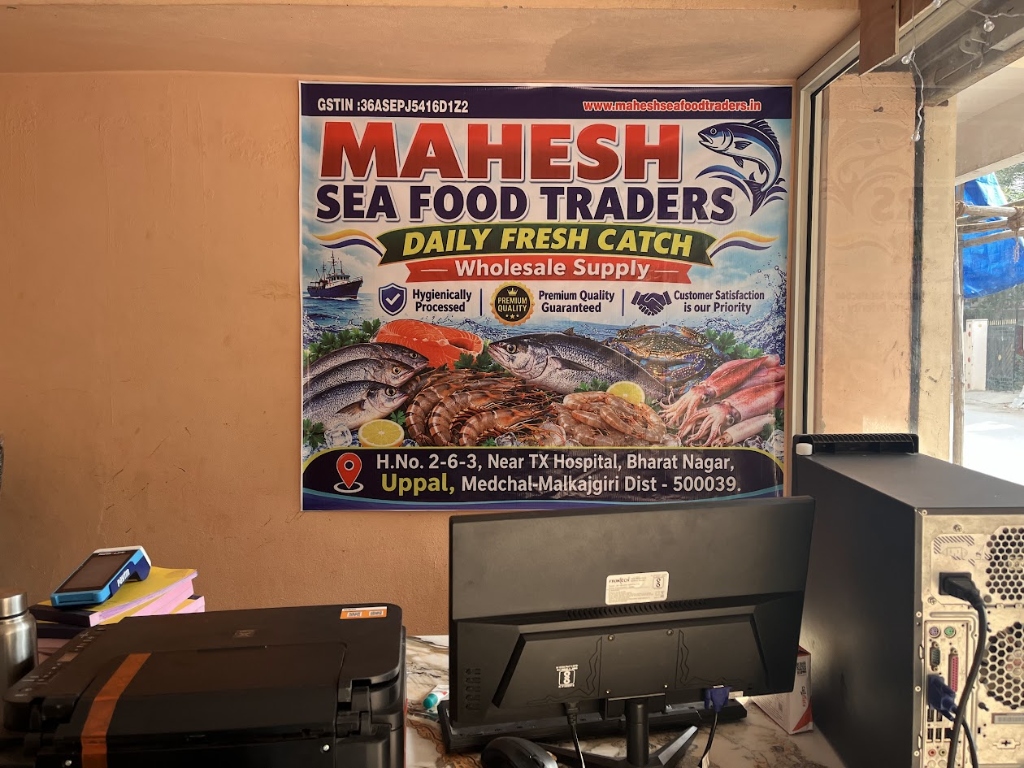 GSTIN :36ASEPJ5416D1Z2
www.maheshseafoodtraders.in
MAHESH
SEA FOOD TRADERS
DAILY FRESH CATCH
Wholesale Supply
Hygienically
Processed
PREMIUM
QUALITY
Premium Quality
Guaranteed
Customer Satisfaction
is our Priority
H.No. 2-6-3, Near TX Hospital, Bharat Nagar,
Uppal, Medchal-Malkajgiri Dist - 500039.